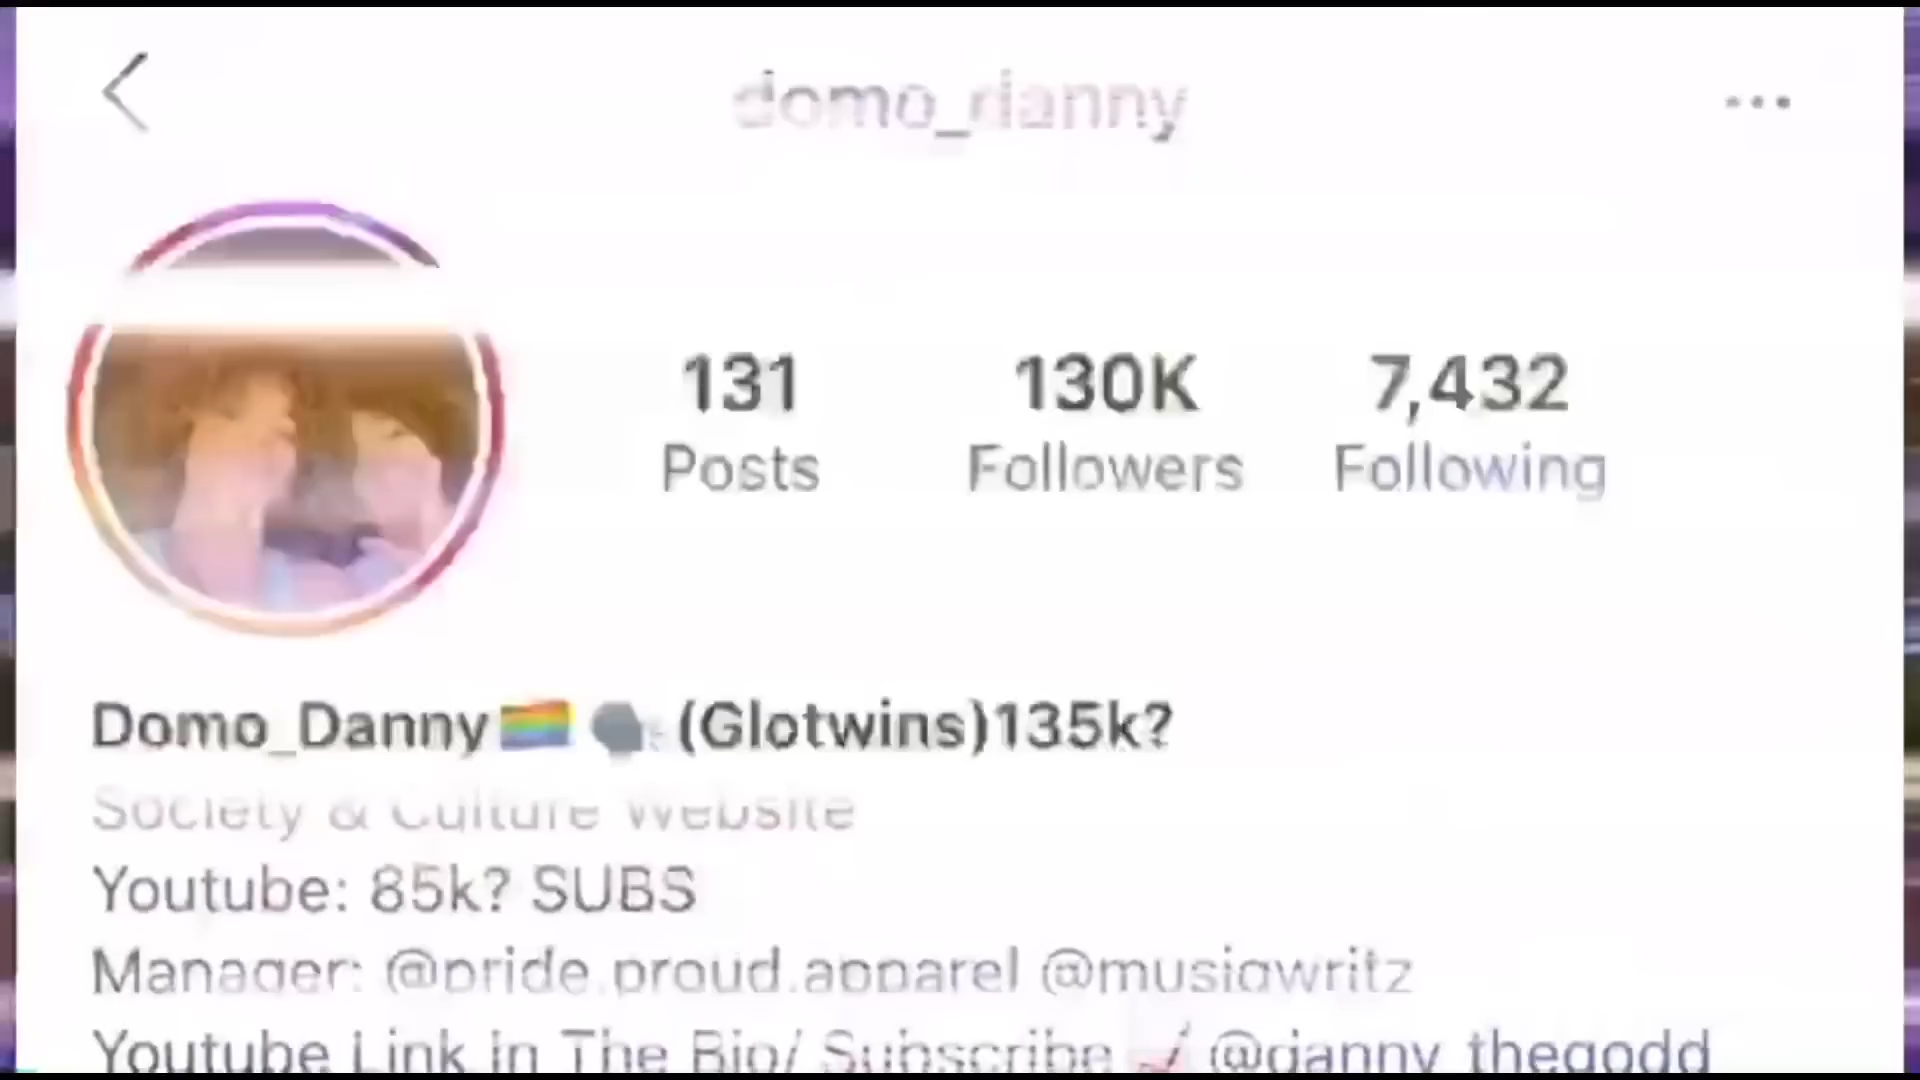 domo_danny
131 130K 7,432
Posts Followers Following
Domo_Danny🏳️‍🌈🗣️(Glotwins)135k?
Society & Culture Website
Youtube: 85k? SUBS
Manager: @pride.proud.apparel @musiqwritz
Youtube Link in The Bio/ Subscribe @danny_thegodd